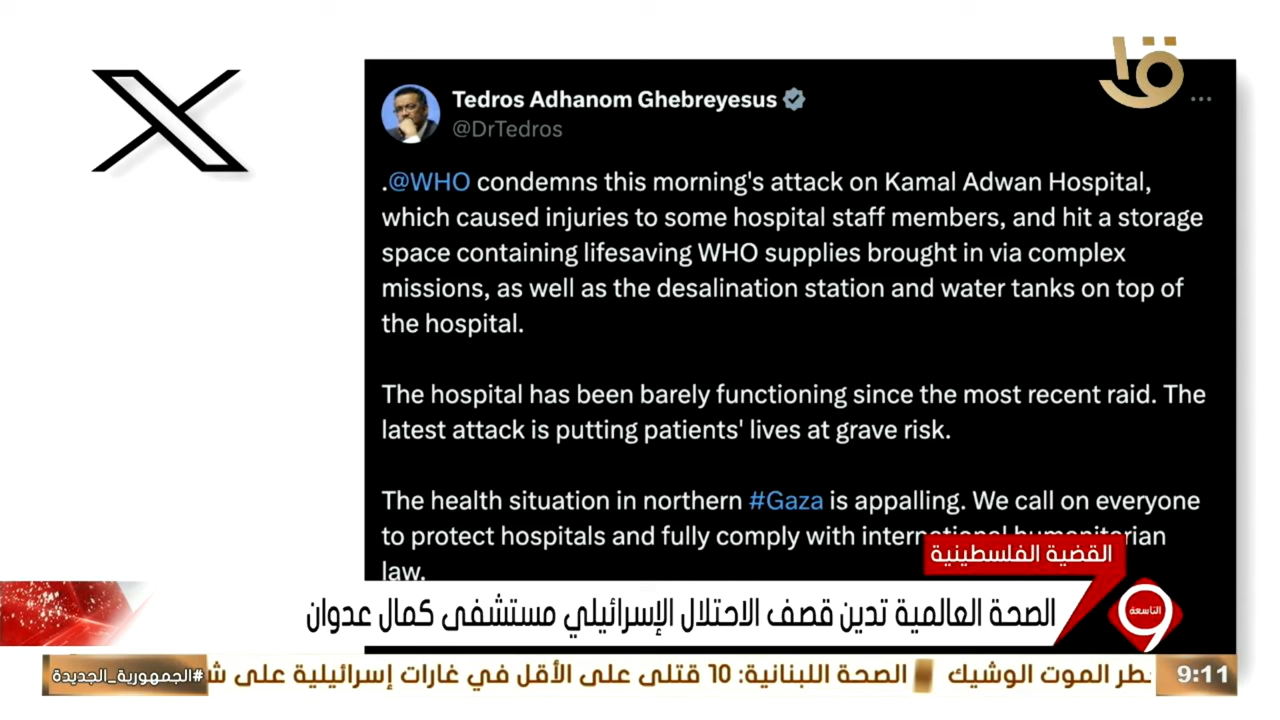 Tedros Adhanom Ghebreyesus
@DrTedros
.@WHO condemns this morning's attack on Kamal Adwan Hospital,
which caused injuries to some hospital staff members, and hit a storage
space containing lifesaving WHO supplies brought in via complex
missions, as well as the desalination station and water tanks on top of
the hospital.
The hospital has been barely functioning since the most recent raid. The
latest attack is putting patients' lives at grave risk.
The health situation in northern #Gaza is appalling. We call on everyone
to protect hospitals and fully comply with international humanitarian
law.
القضية الفلسطينية
الصحة العالمية تدين قصف الاحتلال الإسرائيلي مستشفى كمال عدوان
التاسعة
9
9:11
الموت الوشيك
الصحة اللبنانية: 10 قتلى على الأقل في غارات إسرائيلية على
#الجمهورية_الجديدة